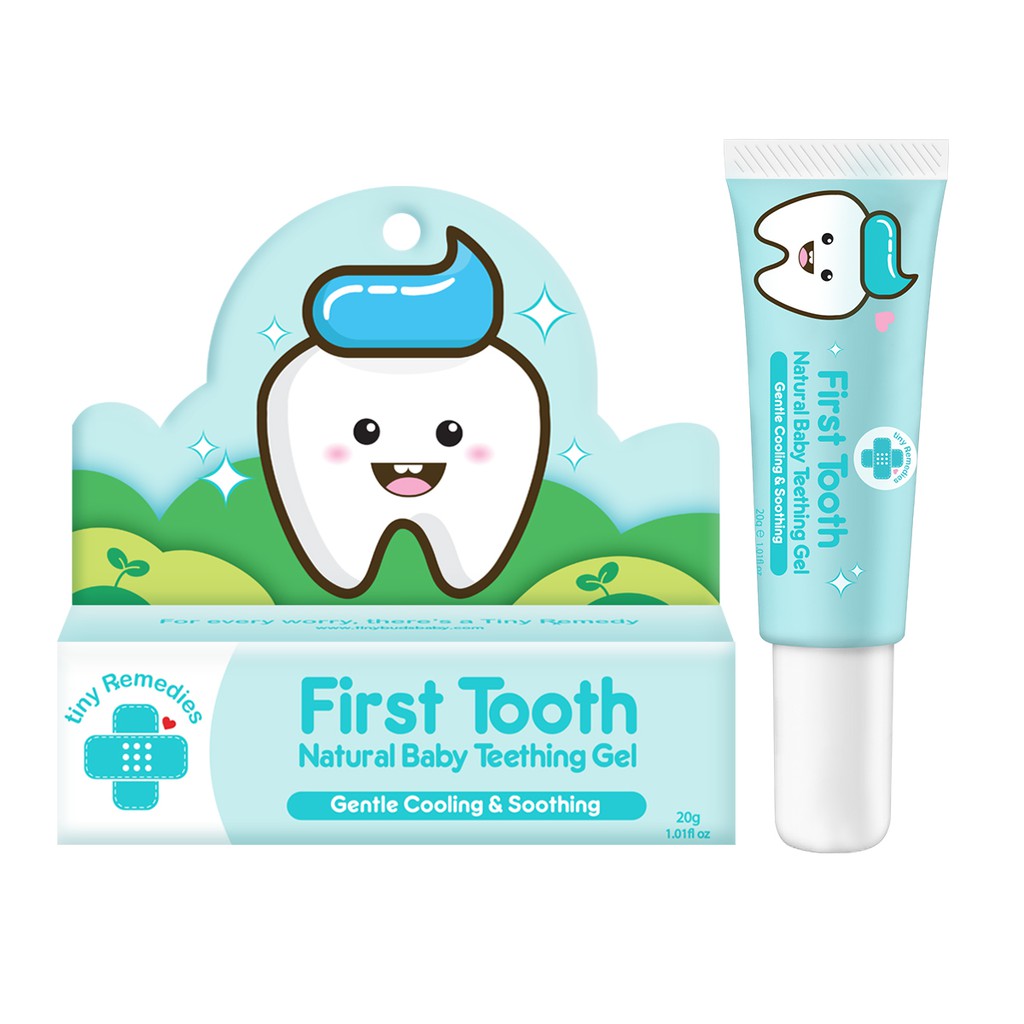 For every worry, there's a Tiny Remedy
www.tinybudsbaby.com
tiny Remedies
First Tooth
Natural Baby Teething Gel
Gentle Cooling & Soothing
20g
1.01fl oz
tiny Remedies
First Tooth
Natural Baby Teething Gel
Gentle Cooling & Soothing
20g e 1.01fl oz